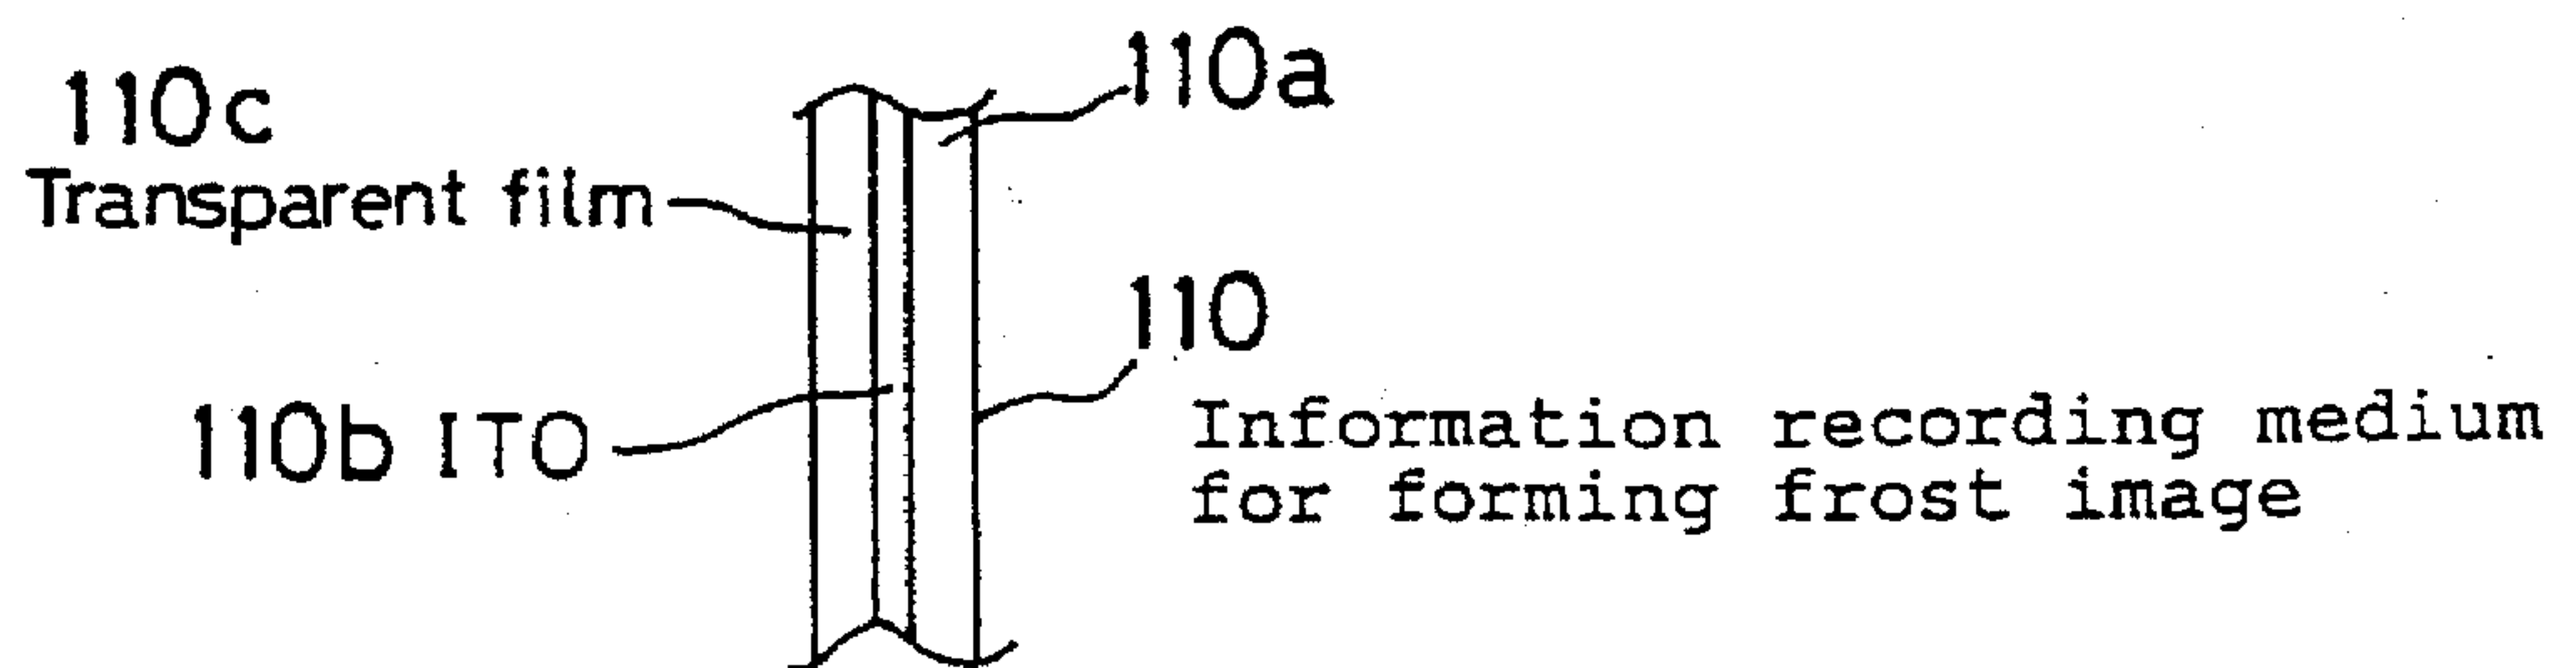 110a
110c
Transparent film
110
110b ITO
Information recording medium
for forming frost image